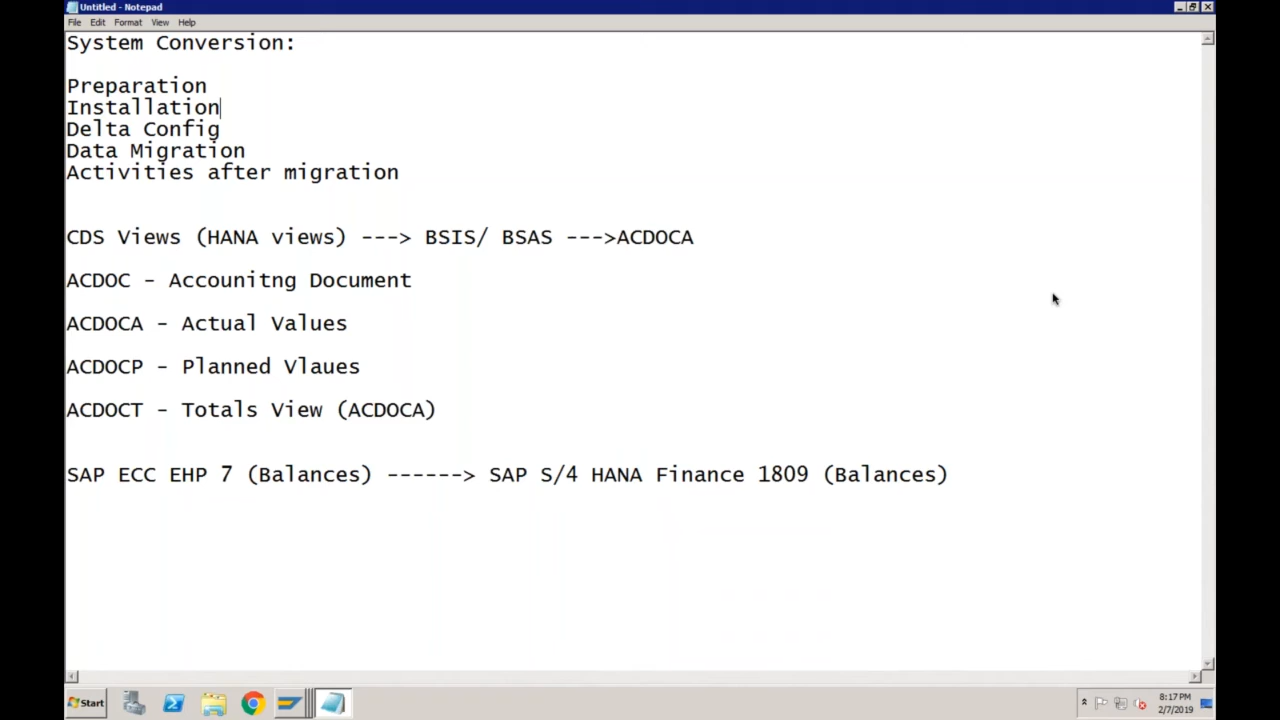 Untitled - Notepad
File Edit Format View Help
System Conversion:
Preparation
Installation
Delta Config
Data Migration
Activities after migration
CDS Views (HANA views) ---> BSIS/ BSAS --->ACDOCA
ACDOC - Accounitng Document
ACDOCA - Actual Values
ACDOCP - Planned Vlaues
ACDOCT - Totals View (ACDOCA)
SAP ECC EHP 7 (Balances) ------> SAP S/4 HANA Finance 1809 (Balances)
Start
8:17 PM
2/7/2019